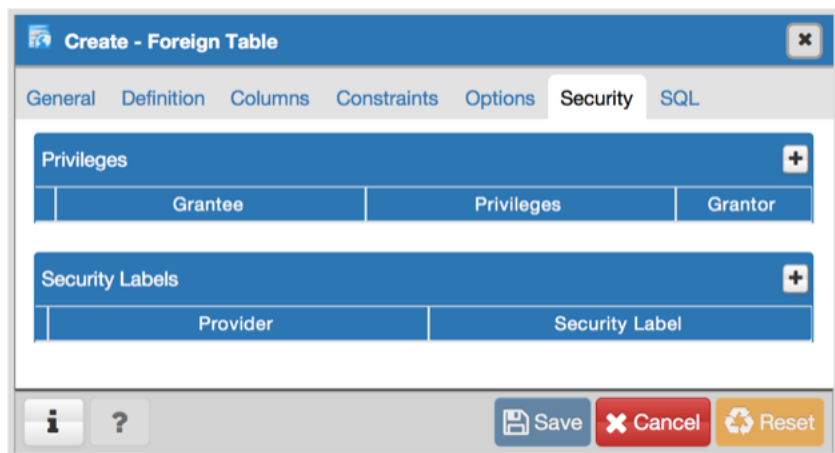 Create - Foreign Table
General Definition Columns Constraints Options Security SQL
Privileges
Grantee Privileges Grantor
Security Labels
Provider Security Label
i ? Save Cancel Reset